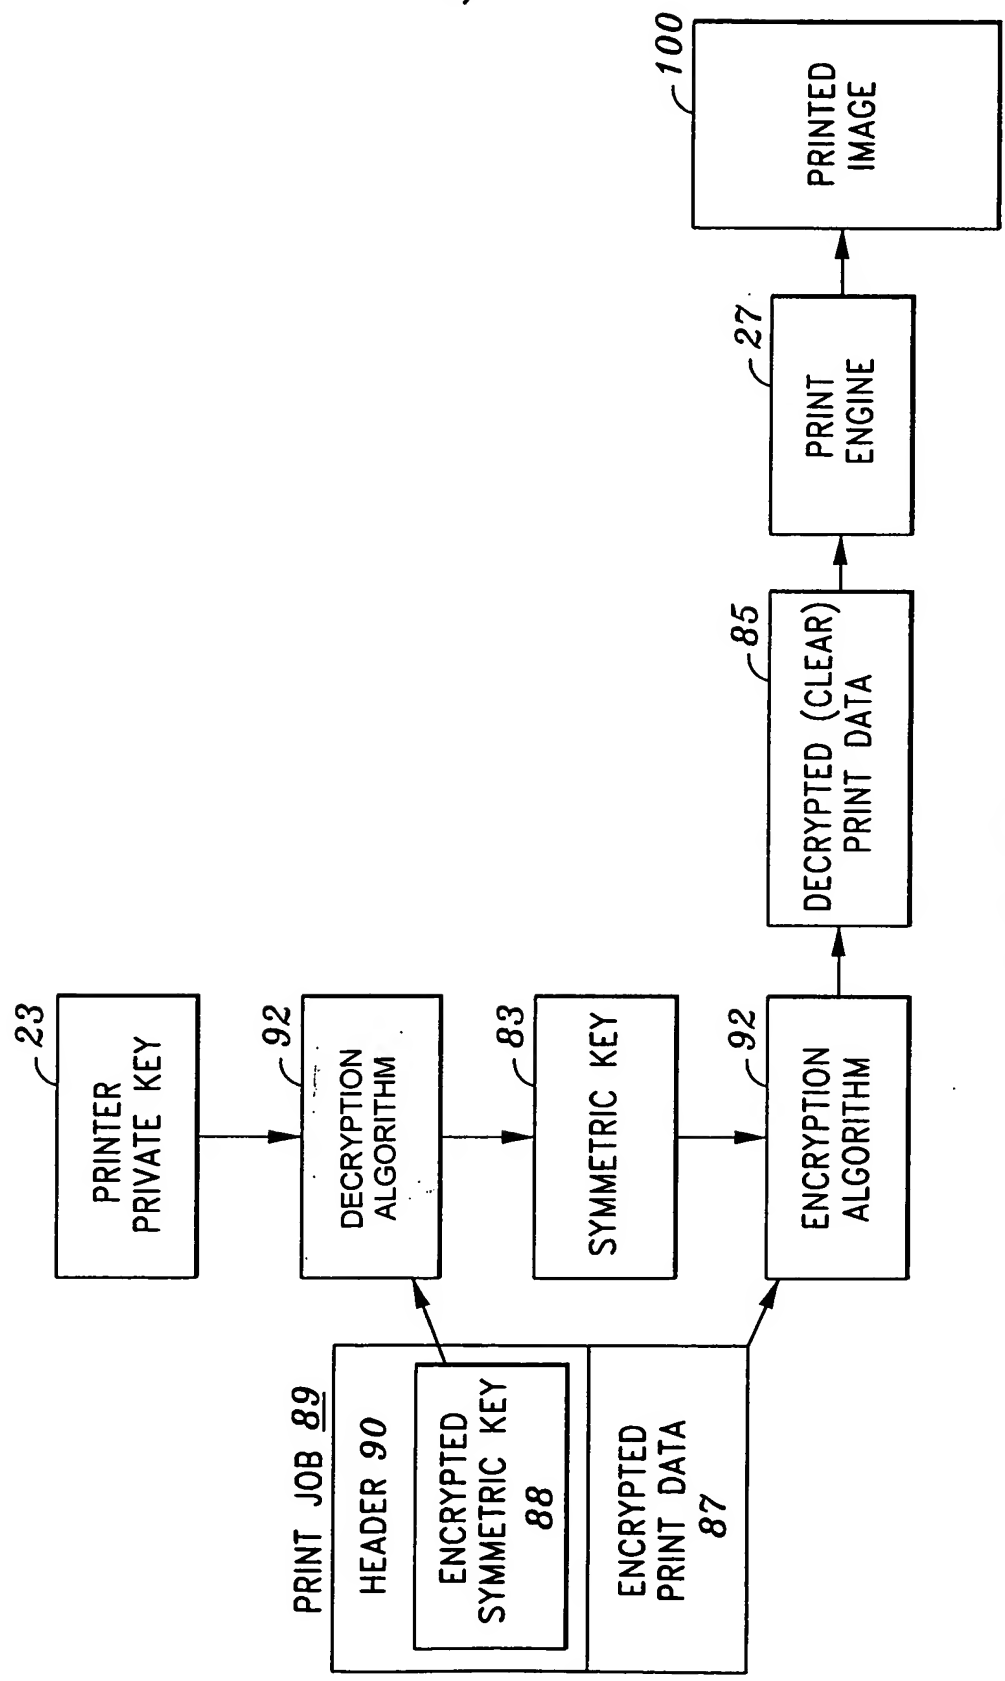 PRINTER
PRIVATE KEY
23
DECRYPTION
ALGORITHM
92
SYMMETRIC KEY
83
ENCRYPTION
ALGORITHM
92
PRINT JOB 89
HEADER 90
ENCRYPTED
SYMMETRIC KEY
88
ENCRYPTED
PRINT DATA
87
DECRYPTED (CLEAR)
PRINT DATA
85
PRINT
ENGINE
27
PRINTED
IMAGE
100